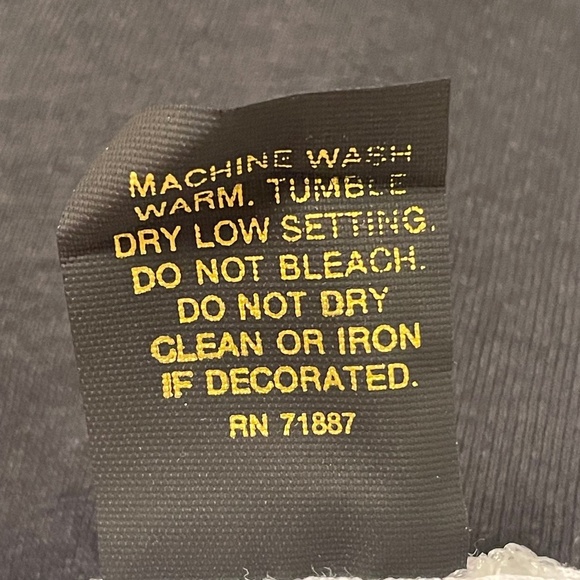 MACHINE WASH
WARM. TUMBLE
DRY LOW SETTING.
DO NOT BLEACH.
DO NOT DRY
CLEAN OR IRON
IF DECORATED.
RN 71887